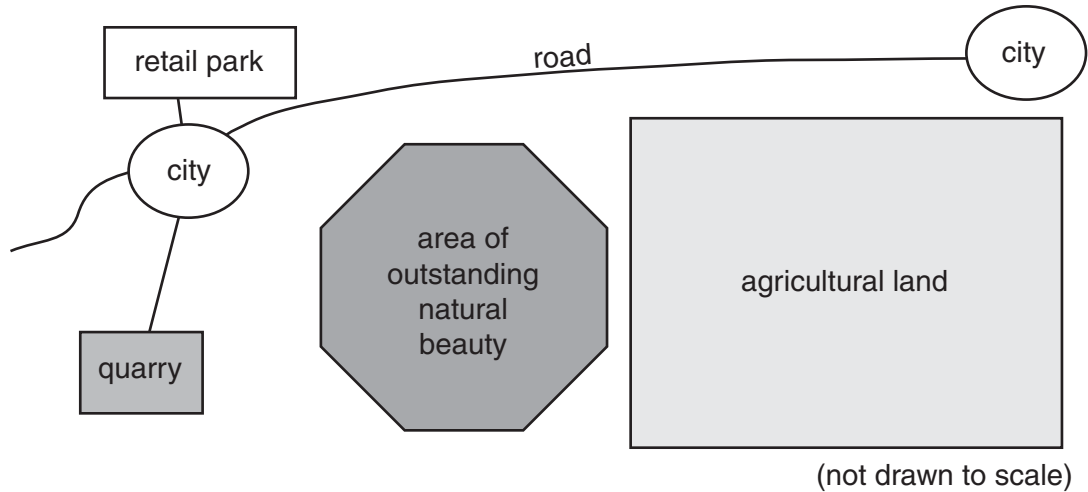 retail park
road
city
city
area of
outstanding
natural
beauty
agricultural land
quarry
(not drawn to scale)